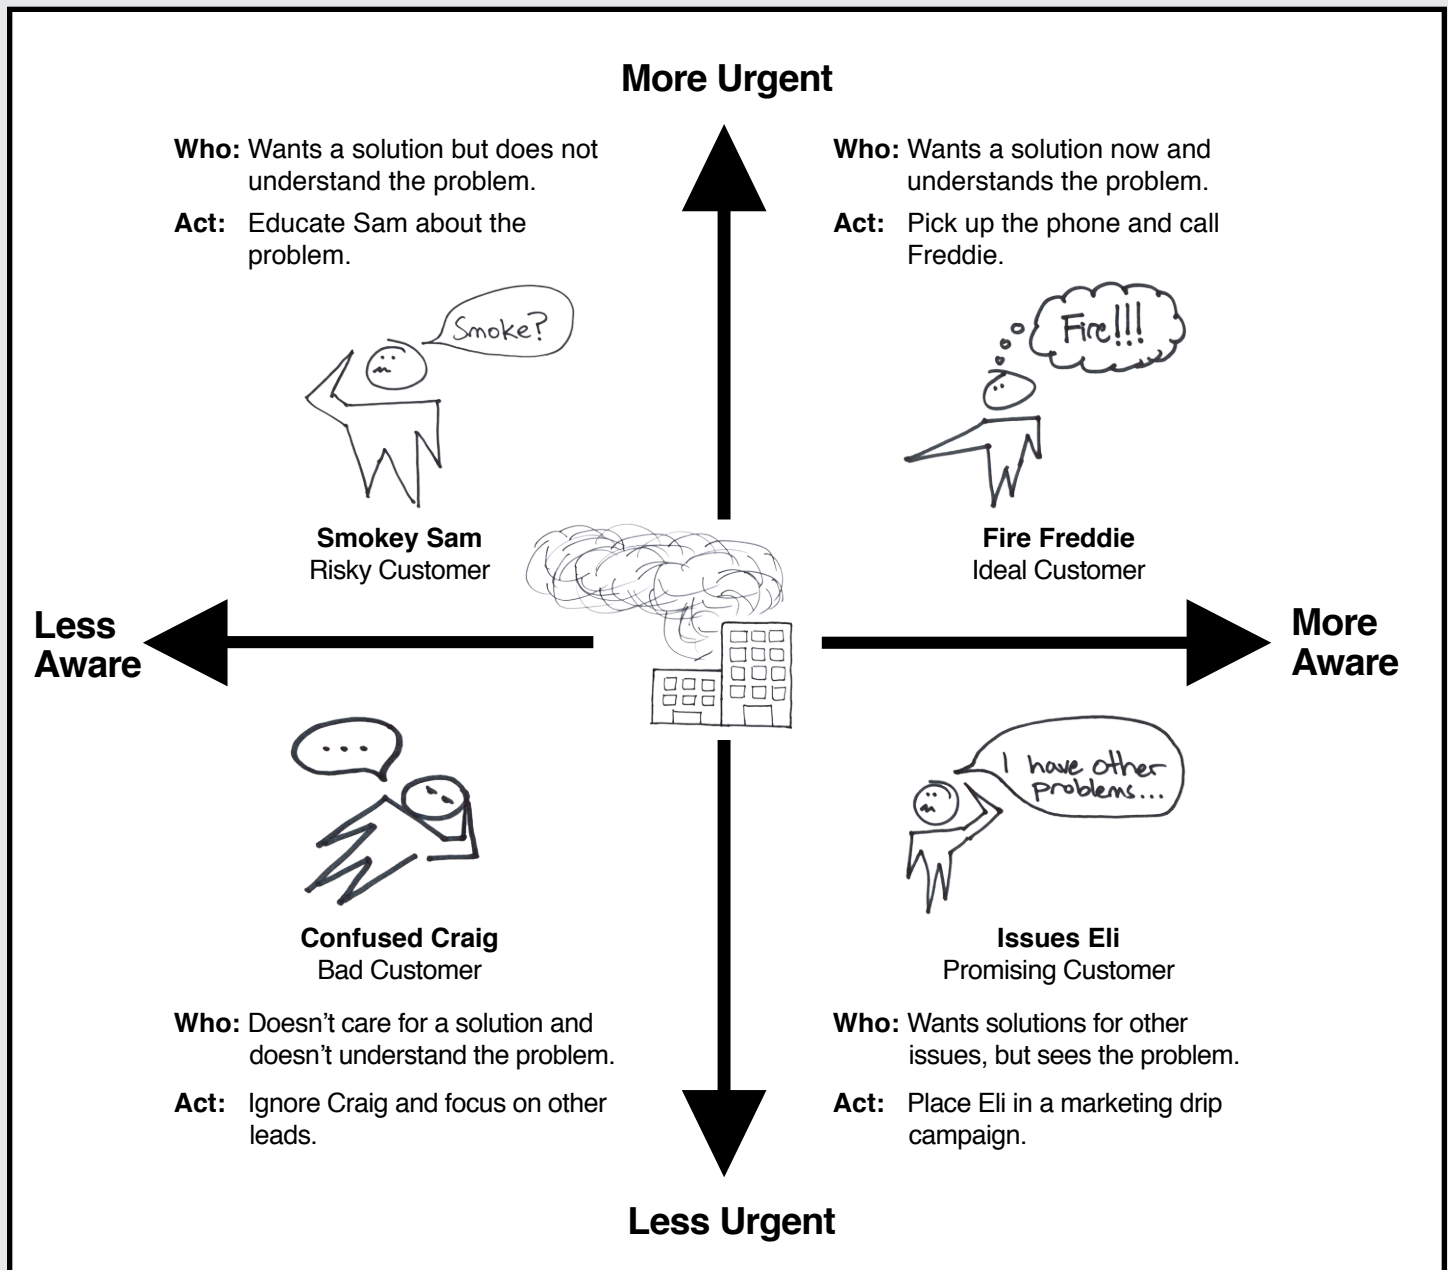 More Urgent
Who: Wants a solution but does not
understand the problem.
Act: Educate Sam about the
problem.
Smoke?
Smokey Sam
Risky Customer
Who: Wants a solution now and
understands the problem.
Act: Pick up the phone and call
Freddie.
Fire!!!
Fire Freddie
Ideal Customer
Less
Aware
More
Aware
...
Confused Craig
Bad Customer
Who: Doesn't care for a solution and
doesn't understand the problem.
Act: Ignore Craig and focus on other
leads.
I have other
problems...
Issues Eli
Promising Customer
Who: Wants solutions for other
issues, but sees the problem.
Act: Place Eli in a marketing drip
campaign.
Less Urgent